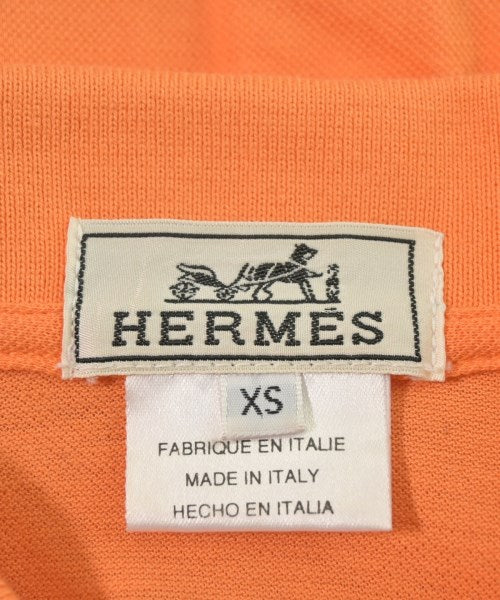 HERMÈS
XS
FABRIQUE EN ITALIE
MADE IN ITALY
HECHO EN ITALIA